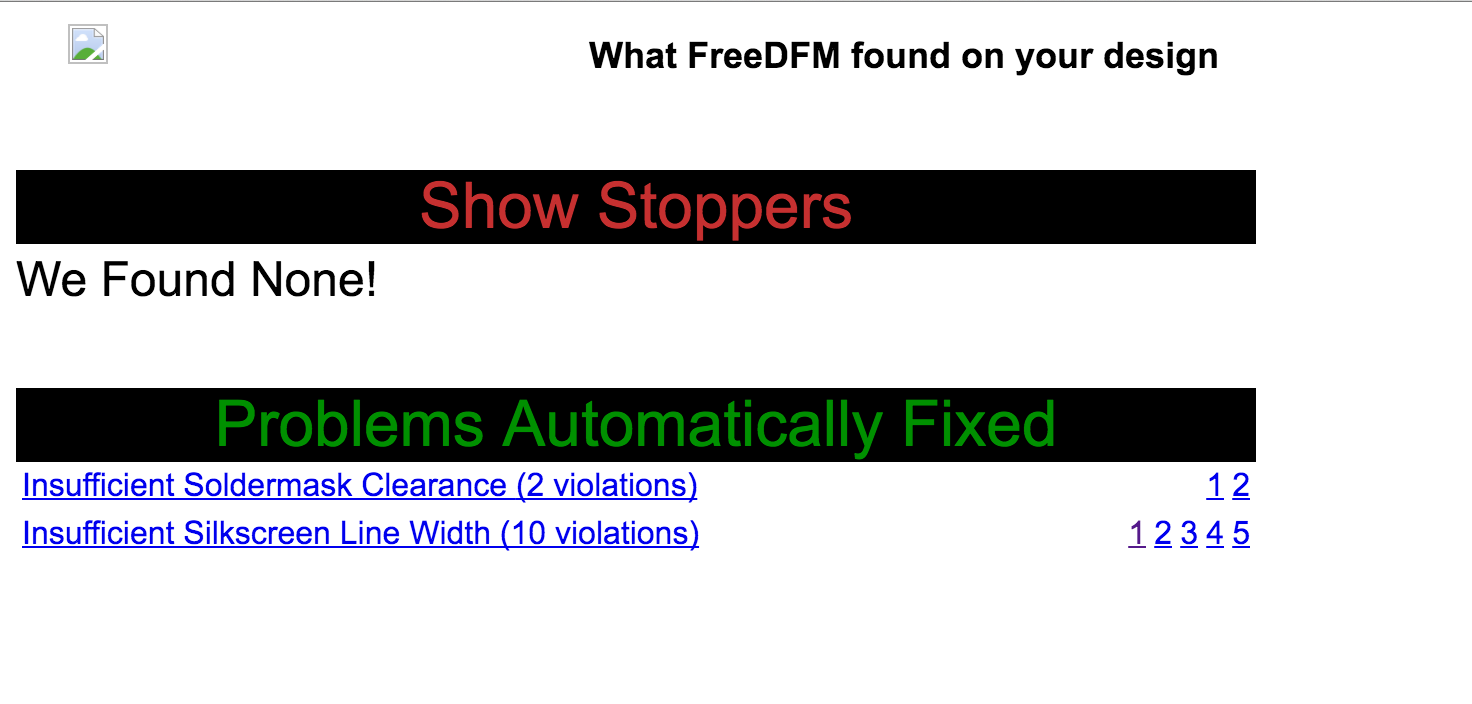 What FreeDFM found on your design
Show Stoppers
We Found None!
Problems Automatically Fixed
Insufficient Soldermask Clearance (2 violations) 1 2
Insufficient Silkscreen Line Width (10 violations) 1 2 3 4 5